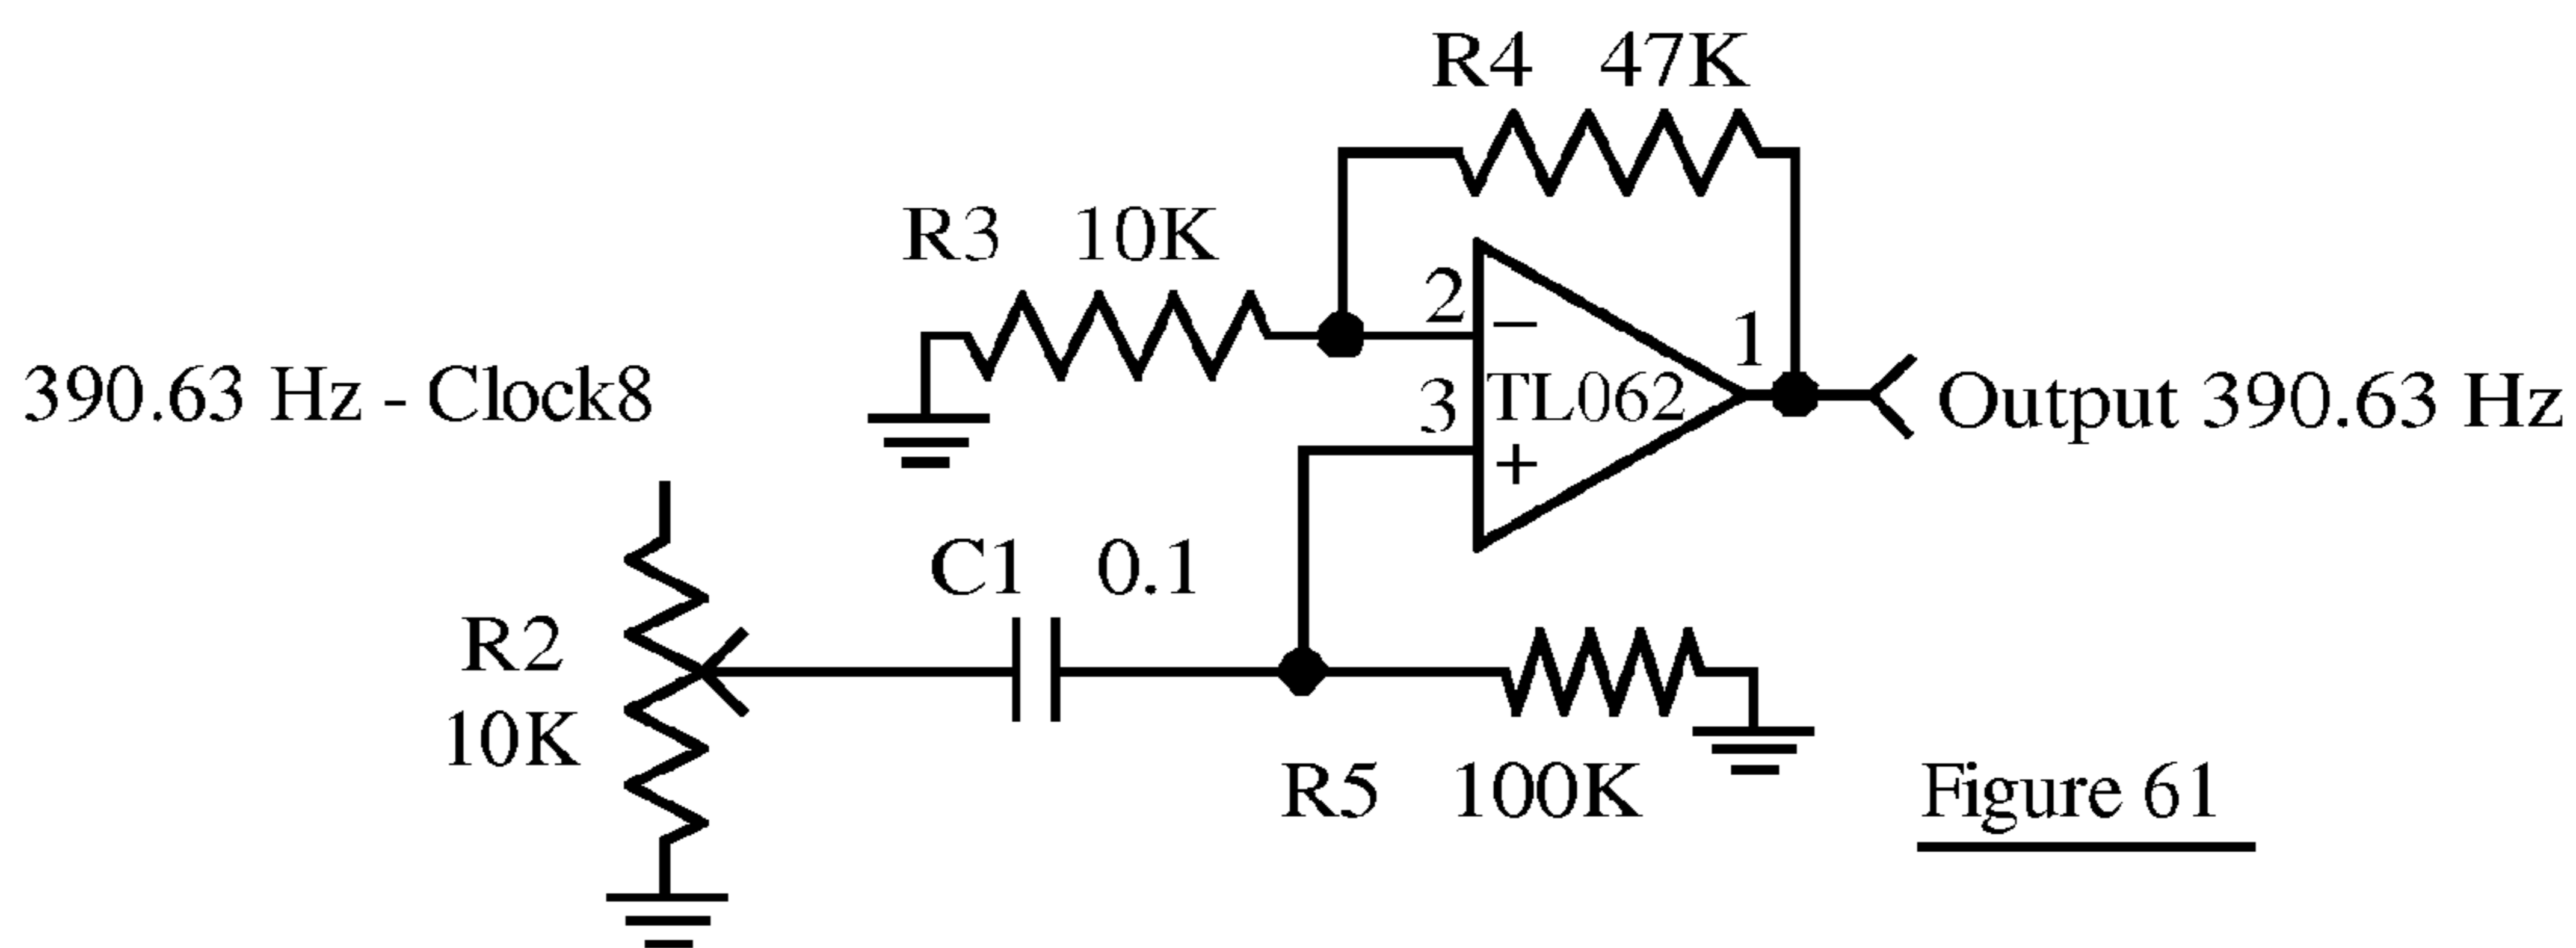 R4 47K
R3 10K
2
−
1
390.63 Hz - Clock8
3
TL062
Output 390.63 Hz
+
C1 0.1
R2
10K
R5 100K
Figure 61